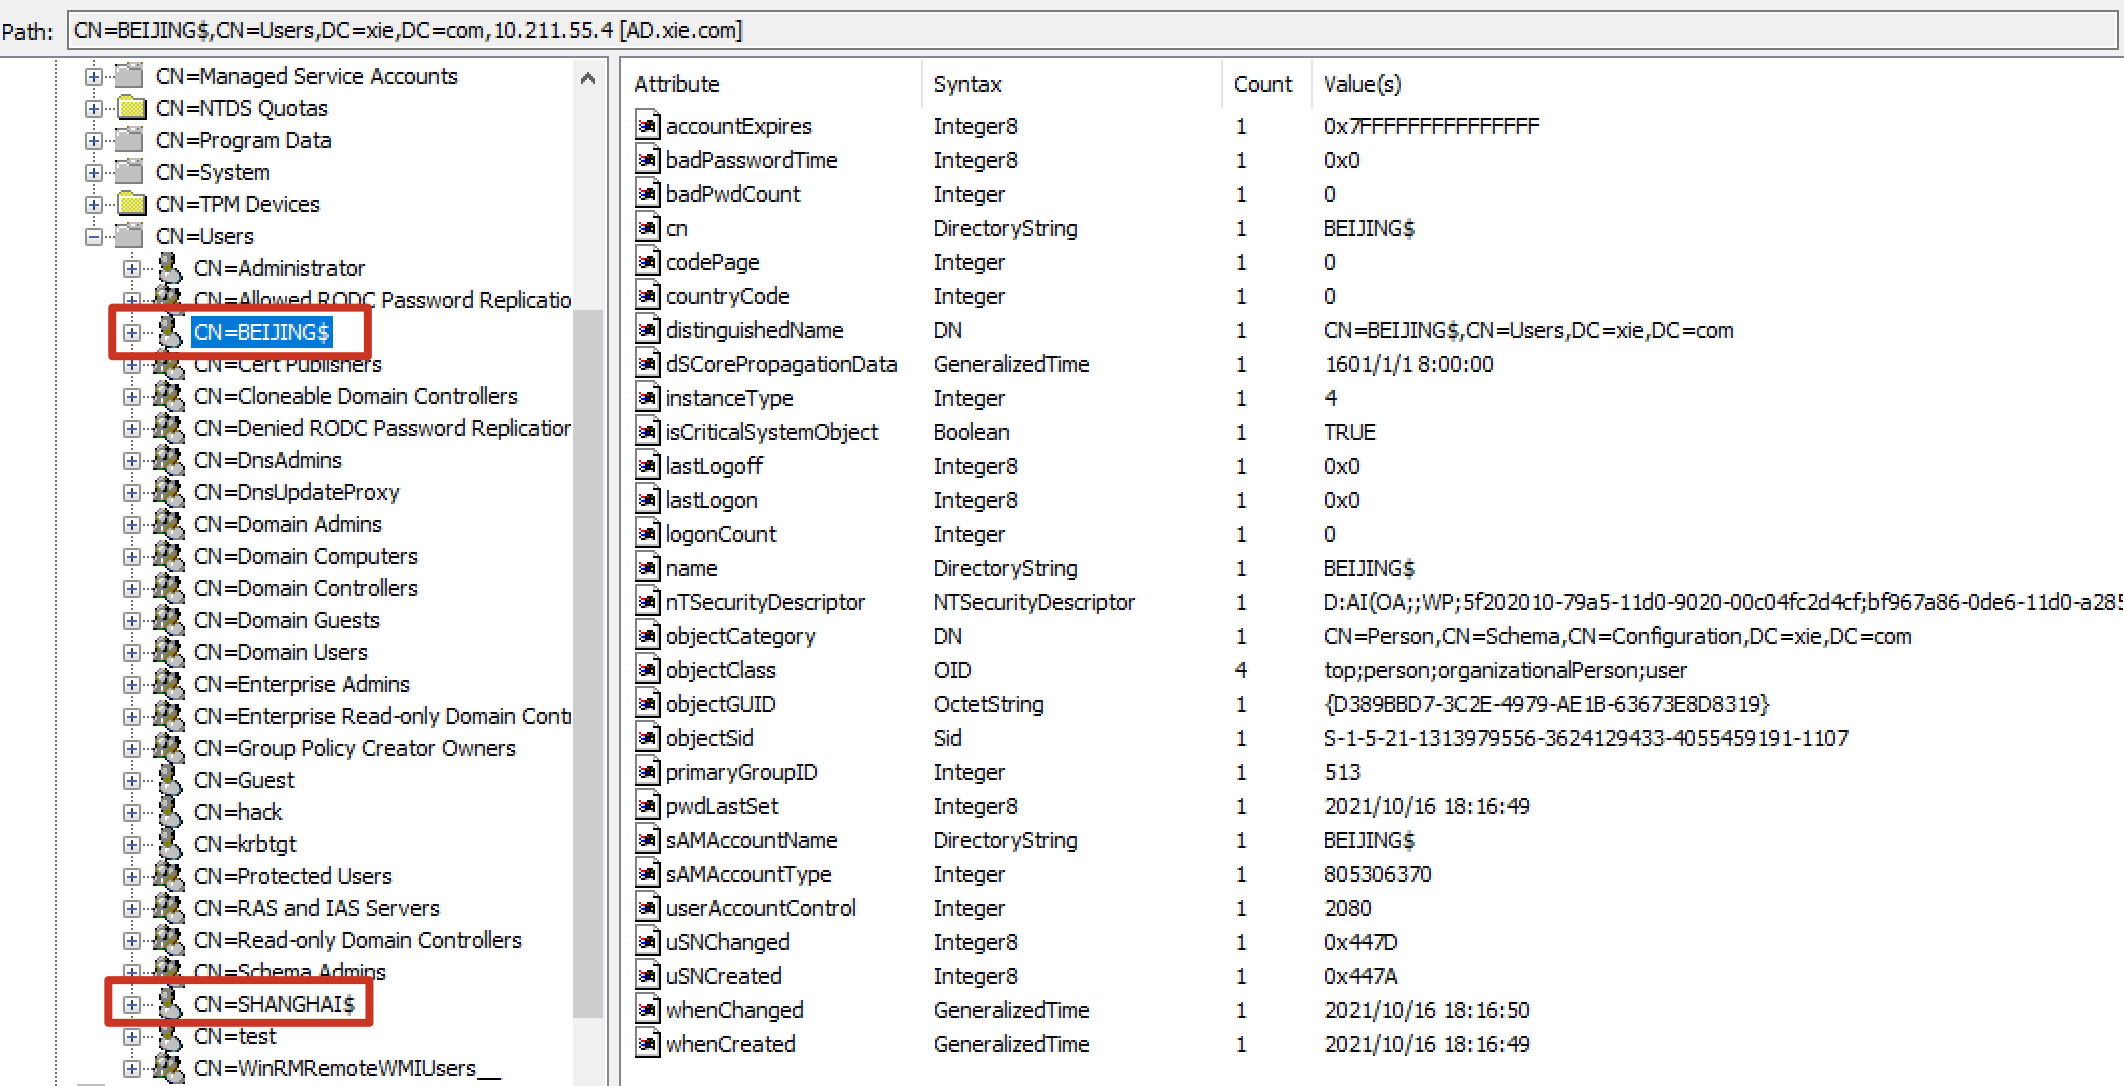 Path: CN=BEIJING$,CN=Users,DC=xie,DC=com,10.211.55.4 [AD.xie.com]
CN=Managed Service Accounts
CN=NTDS Quotas
CN=Program Data
CN=System
CN=TPM Devices
CN=Users
CN=Administrator
CN=Allowed RODC Password Replicatio
CN=BEIJING$
CN=Cert Publishers
CN=Cloneable Domain Controllers
CN=Denied RODC Password Replication
CN=DnsAdmins
CN=DnsUpdateProxy
CN=Domain Admins
CN=Domain Computers
CN=Domain Controllers
CN=Domain Guests
CN=Domain Users
CN=Enterprise Admins
CN=Enterprise Read-only Domain Contr
CN=Group Policy Creator Owners
CN=Guest
CN=hack
CN=krbtgt
CN=Protected Users
CN=RAS and IAS Servers
CN=Read-only Domain Controllers
CN=Schema Admins
CN=SHANGHAI$
CN=test
CN=WinRMRemoteWMIUsers__
Attribute Syntax Count Value(s)
accountExpires Integer8 1 0x7FFFFFFFFFFFFFFF
badPasswordTime Integer8 1 0x0
badPwdCount Integer 1 0
cn DirectoryString 1 BEIJING$
codePage Integer 1 0
countryCode Integer 1 0
distinguishedName DN 1 CN=BEIJING$,CN=Users,DC=xie,DC=com
dSCorePropagationData GeneralizedTime 1 1601/1/1 8:00:00
instanceType Integer 1 4
isCriticalSystemObject Boolean 1 TRUE
lastLogoff Integer8 1 0x0
lastLogon Integer8 1 0x0
logonCount Integer 1 0
name DirectoryString 1 BEIJING$
nTSecurityDescriptor NTSecurityDescriptor 1 D:AI(OA;;WP;5f202010-79a5-11d0-9020-00c04fc2d4cf;bf967a86-0de6-11d0-a285
objectCategory DN 1 CN=Person,CN=Schema,CN=Configuration,DC=xie,DC=com
objectClass OID 4 top;person;organizationalPerson;user
objectGUID OctetString 1 {D389BBD7-3C2E-4979-AE1B-63673E8D8319}
objectSid Sid 1 S-1-5-21-1313979556-3624129433-4055459191-1107
primaryGroupID Integer 1 513
pwdLastSet Integer8 1 2021/10/16 18:16:49
sAMAccountName DirectoryString 1 BEIJING$
sAMAccountType Integer 1 805306370
userAccountControl Integer 1 2080
uSNChanged Integer8 1 0x447D
uSNCreated Integer8 1 0x447A
whenChanged GeneralizedTime 1 2021/10/16 18:16:50
whenCreated GeneralizedTime 1 2021/10/16 18:16:49